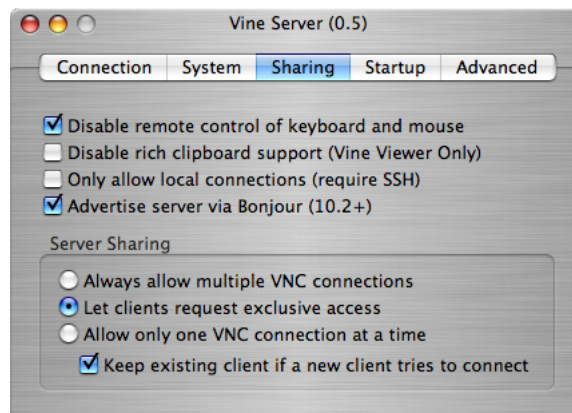 Vine Server (0.5)
Connection System Sharing Startup Advanced
Disable remote control of keyboard and mouse
Disable rich clipboard support (Vine Viewer Only)
Only allow local connections (require SSH)
Advertise server via Bonjour (10.2+)
Server Sharing
Always allow multiple VNC connections
Let clients request exclusive access
Allow only one VNC connection at a time
Keep existing client if a new client tries to connect